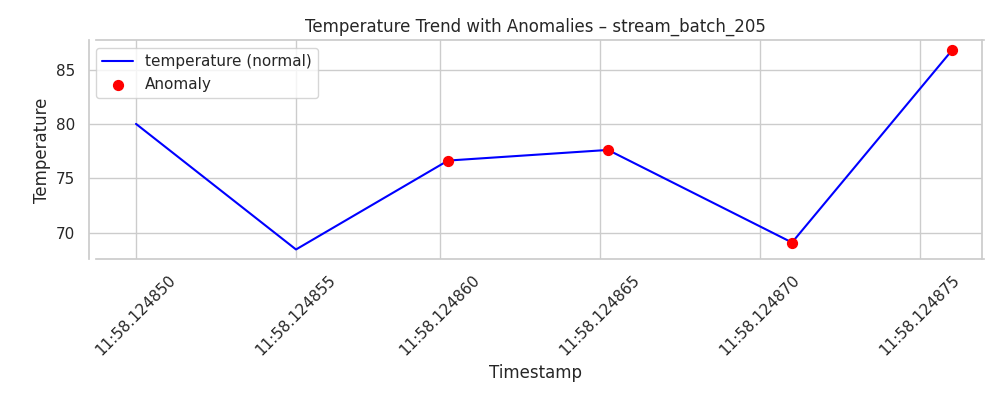 Temperature Trend with Anomalies – stream_batch_205
temperature (normal)
Anomaly
Temperature
85
80
75
70
11:58.124850
11:58.124855
11:58.124860
11:58.124865
11:58.124870
11:58.124875
Timestamp